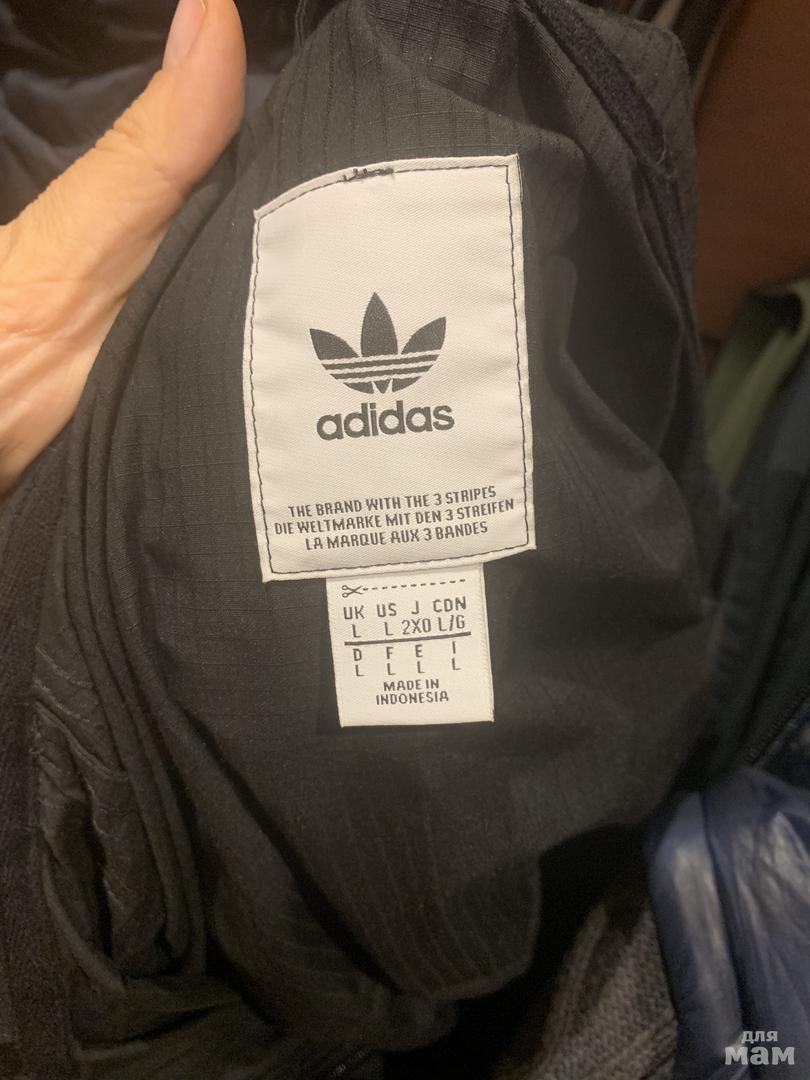 adidas
THE BRAND WITH THE 3 STRIPES
DIE WELTMARKE MIT DEN 3 STREIFEN
LA MARQUE AUX 3 BANDES
UK US J CDN
L L 2XO L/G
D F E I
L L L L
MADE IN
INDONESIA
для
мам